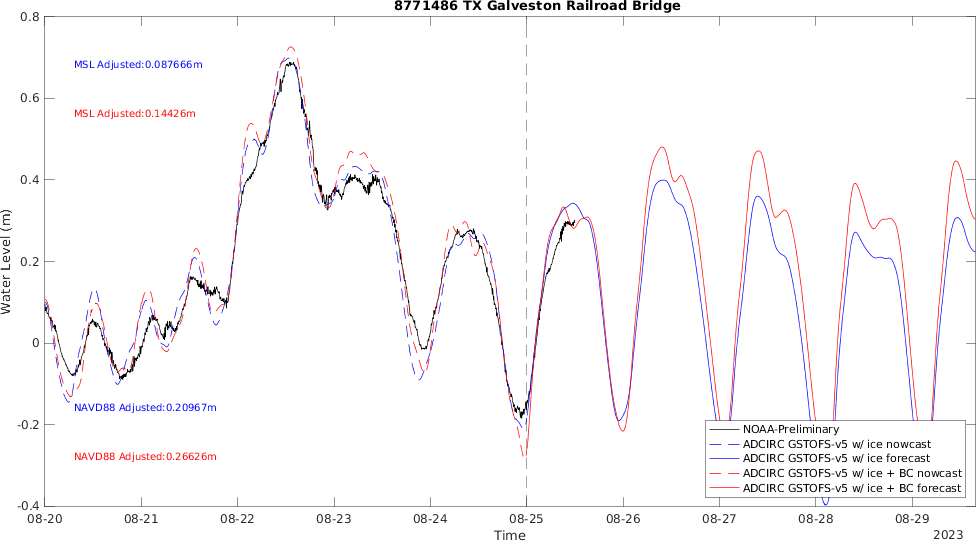 8771486 TX Galveston Railroad Bridge
0.8
0.6
0.4
0.2
0
-0.2
-0.4
Water Level (m)
MSL Adjusted:0.087666m
MSL Adjusted:0.14426m
NAVD88 Adjusted:0.20967m
NAVD88 Adjusted:0.26626m
NOAA-Preliminary
ADCIRC GSTOFS-v5 w/ ice nowcast
ADCIRC GSTOFS-v5 w/ ice forecast
ADCIRC GSTOFS-v5 w/ice + BC nowcast
ADCIRC GSTOFS-v5 w/ice + BC forecast
08-20 08-21 08-22 08-23 08-24 08-25 08-26 08-27 08-28 08-29
Time
2023